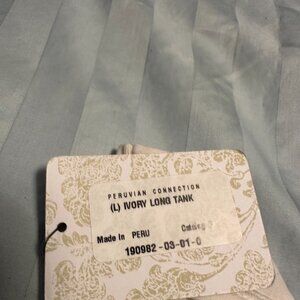 PERUVIAN CONNECTION
(L) IVORY LONG TANK
Made In PERU
190982-03-01-0